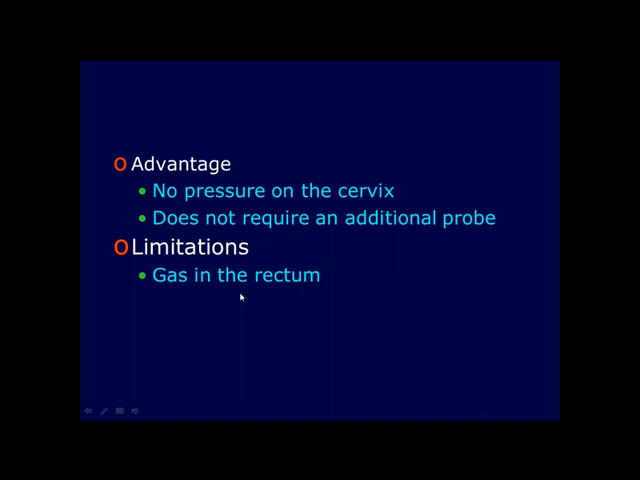 o Advantage
• No pressure on the cervix
• Does not require an additional probe
o Limitations
• Gas in the rectum